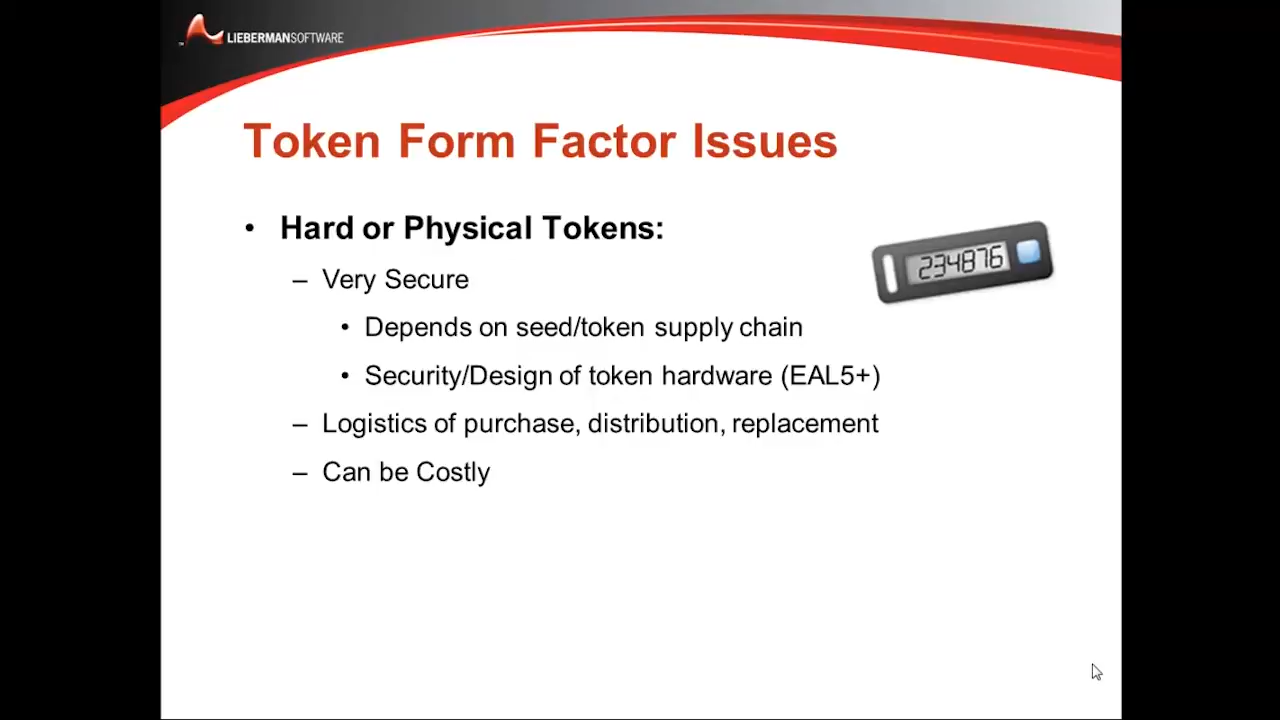 LIEBERMANSOFTWARE
Token Form Factor Issues
• Hard or Physical Tokens:
234876
– Very Secure
• Depends on seed/token supply chain
• Security/Design of token hardware (EAL5+)
– Logistics of purchase, distribution, replacement
– Can be Costly